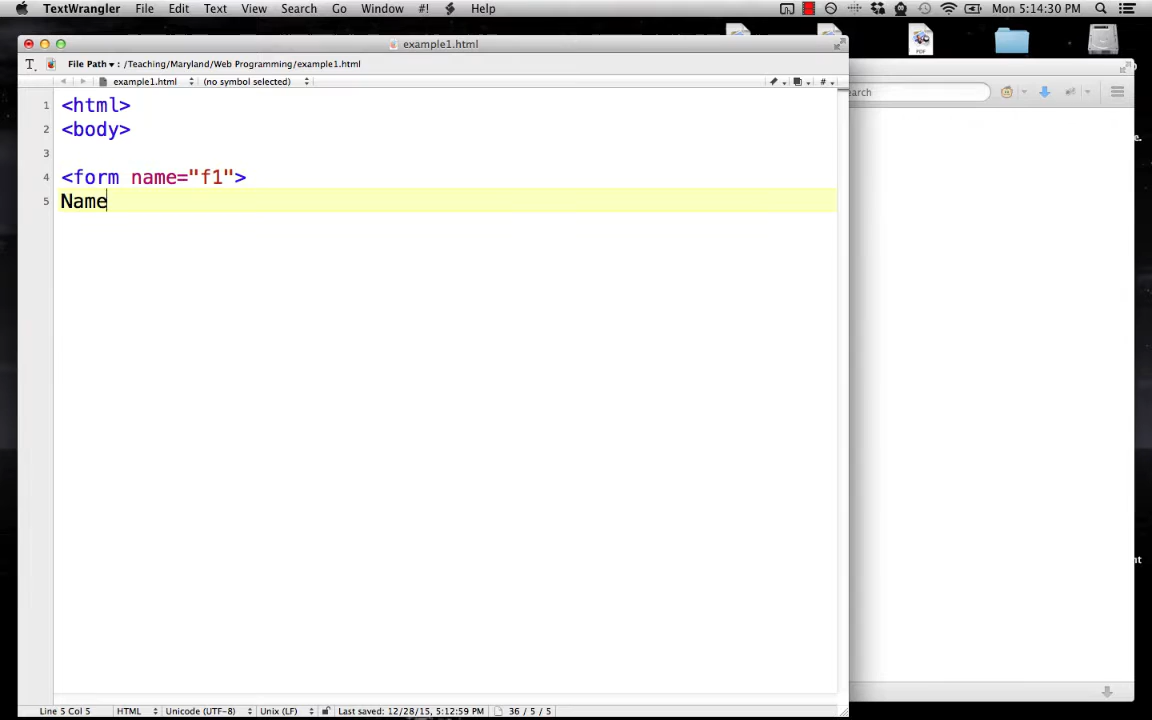 TextWrangler File Edit Text View Search Go Window #! Help Mon 5:14:30 PM
example1.html
File Path ▾ : /Teaching/Maryland/Web Programming/example1.html
example1.html (no symbol selected)
earch
1 <html>
2 <body>
3
4 <form name="f1">
5 Name
PDF
e.
nt
Line 5 Col 5 HTML Unicode (UTF-8) Unix (LF) Last saved: 12/28/15, 5:12:59 PM 36 / 5 / 5